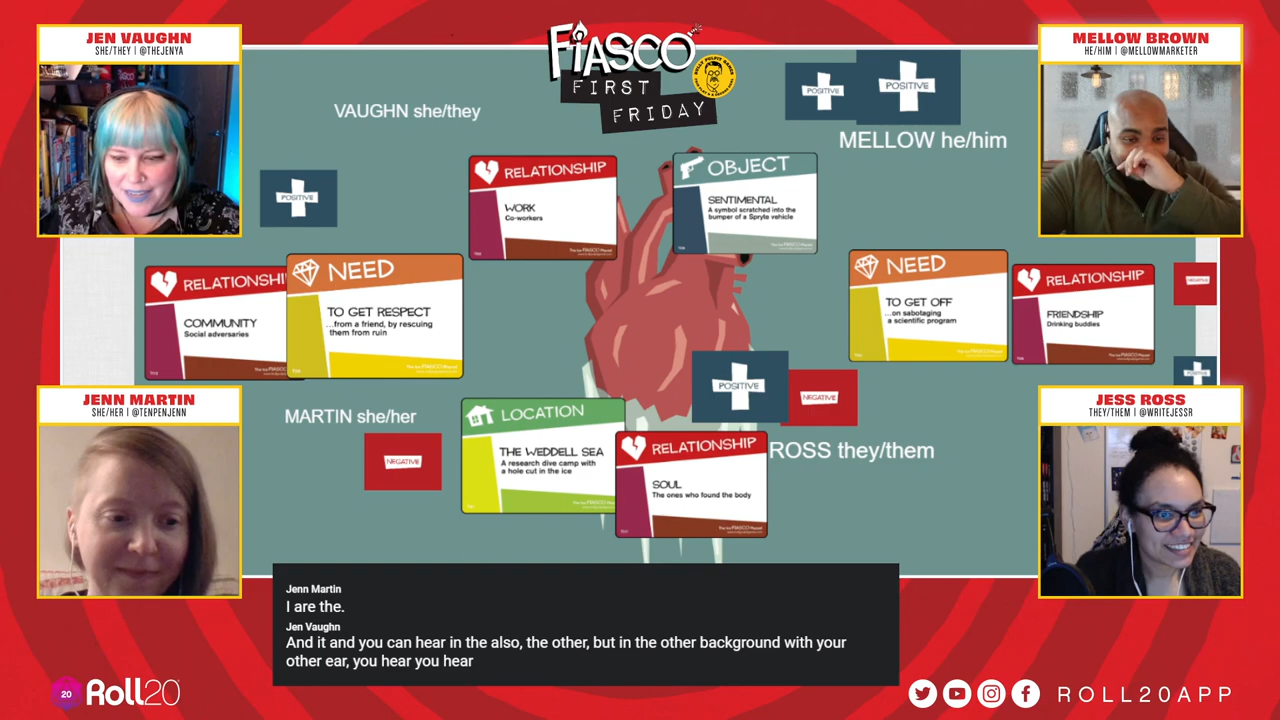 JEN VAUGHN
SHE/THEY | @THEJENYA
FIASCO
FIRST
FRIDAY
MELLOW BROWN
HE/HIM | @MELLOWMARKETER
VAUGHN she/they
POSITIVE
POSITIVE
MELLOW he/him
POSITIVE
RELATIONSHIP
WORK
Co-workers
OBJECT
SENTIMENTAL
A symbol scratched into the
bumper of a Spryte vehicle
RELATIONSHI
COMMUNITY
Social adversaries
NEED
TO GET RESPECT
...from a friend, by rescuing
them from ruin
NEED
TO GET OFF
...on sabotaging
a scientific program
RELATIONSHIP
FRIENDSHIP
Drinking buddies
NEGATIVE
POSITIVE
JENN MARTIN
SHE/HER | @TENPENJENN
MARTIN she/her
NEGATIVE
LOCATION
THE WEDDELL SEA
A research dive camp with
a hole cut in the ice
POSITIVE
NEGATIVE
RELATIONSHIP
SOUL
The ones who found the body
ROSS they/them
JESS ROSS
THEY/THEM | @WRITEJESSR
Jenn Martin
I are the.
Jen Vaughn
And it and you can hear in the also, the other, but in the other background with your
other ear, you hear you hear
20
Roll20
ROLL20APP